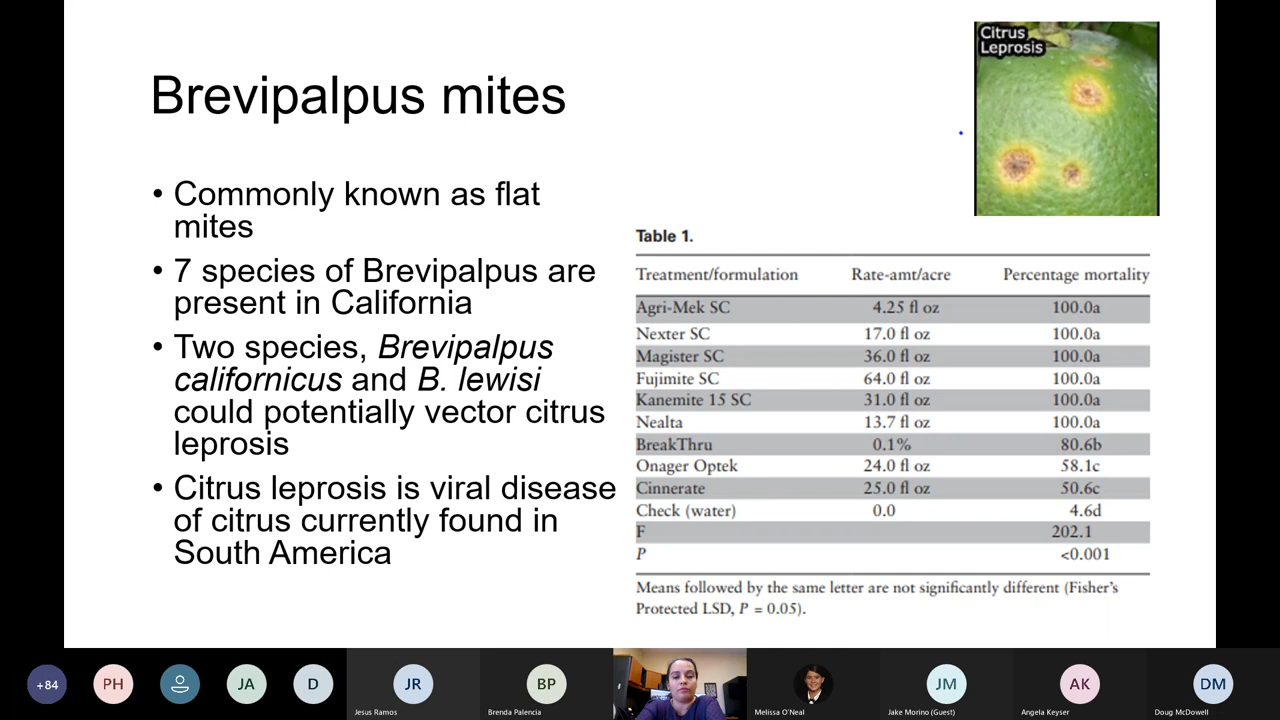 Citrus
Leprosis
Brevipalpus mites
• Commonly known as flat
mites
• 7 species of Brevipalpus are
present in California
• Two species, Brevipalpus
californicus and B. lewisi
could potentially vector citrus
leprosis
• Citrus leprosis is viral disease
of citrus currently found in
South America
Table 1.
Treatment/formulation Rate-amt/acre Percentage mortality
Agri-Mek SC 4.25 fl oz 100.0a
Nexter SC 17.0 fl oz 100.0a
Magister SC 36.0 fl oz 100.0a
Fujimite SC 64.0 fl oz 100.0a
Kanemite 15 SC 31.0 fl oz 100.0a
Nealta 13.7 fl oz 100.0a
BreakThru 0.1% 80.6b
Onager Optek 24.0 fl oz 58.1c
Cinnerate 25.0 fl oz 50.6c
Check (water) 0.0 4.6d
F 202.1
P <0.001
Means followed by the same letter are not significantly different (Fisher's
Protected LSD, P = 0.05).
+84 PH JA D JR BP JM AK DM
Jesus Ramos Brenda Palencia Melissa O'Neal Jake Morino (Guest) Angela Keyser Doug McDowell